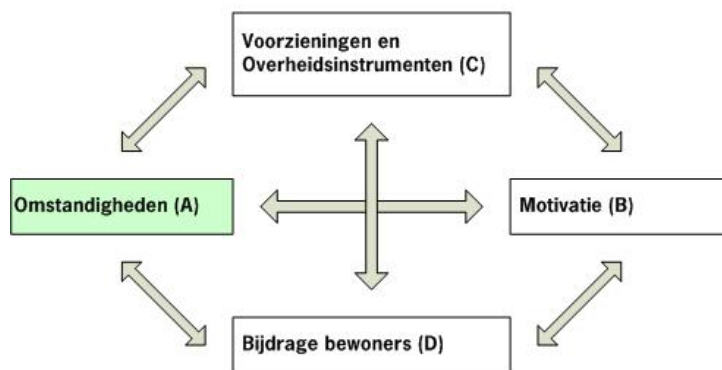 Voorzieningen en
Overheidsinstrumenten (C)
Omstandigheden (A)
Motivatie (B)
Bijdrage bewoners (D)